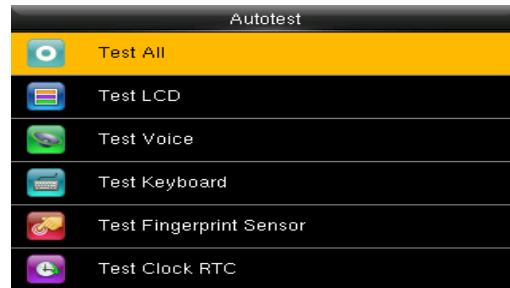 Autotest
Test All
Test LCD
Test Voice
Test Keyboard
Test Fingerprint Sensor
Test Clock RTC